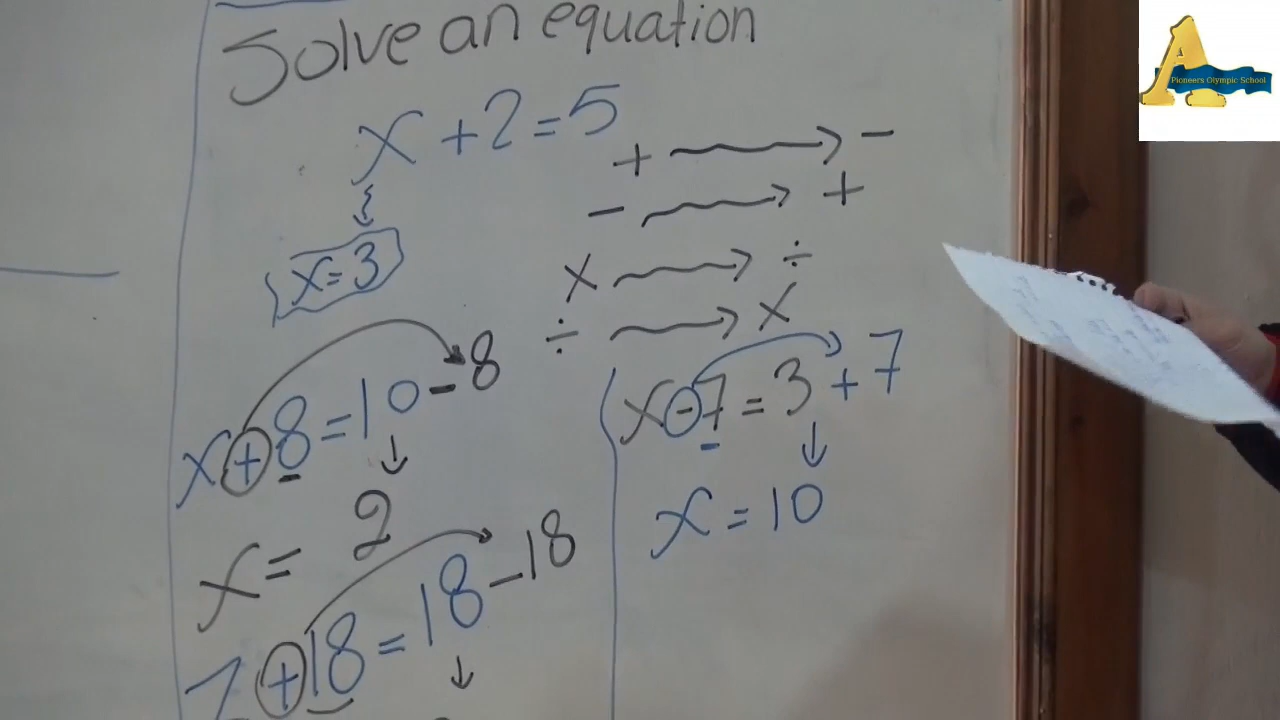 Solve an equation
x + 2 = 5
x = 3
+ → -
- → +
× → ÷
÷ → ×
x + 8 = 10 - 8
x = 2
+ 18 = 18 - 18
x - 7 = 3 + 7
x = 10
Pioneers Olympic School